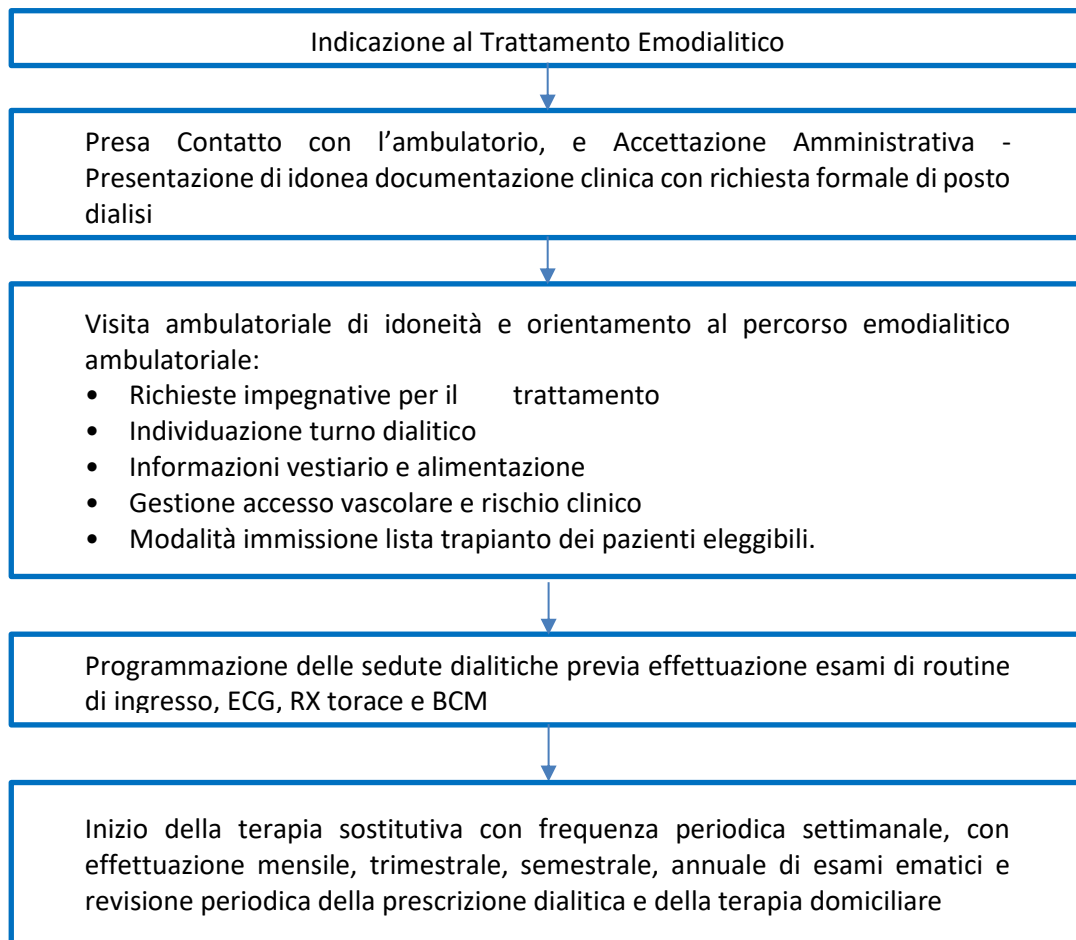 Indicazione al Trattamento Emodialitico
Presa Contatto con l'ambulatorio, e Accettazione Amministrativa -
Presentazione di idonea documentazione clinica con richiesta formale di posto
dialisi
Visita ambulatoriale di idoneità e orientamento al percorso emodialitico
ambulatoriale:
• Richieste impegnative per il trattamento
• Individuazione turno dialitico
• Informazioni vestiario e alimentazione
• Gestione accesso vascolare e rischio clinico
• Modalità immissione lista trapianto dei pazienti eleggibili.
Programmazione delle sedute dialitiche previa effettuazione esami di routine
di ingresso, ECG, RX torace e BCM
Inizio della terapia sostitutiva con frequenza periodica settimanale, con
effettuazione mensile, trimestrale, semestrale, annuale di esami ematici e
revisione periodica della prescrizione dialitica e della terapia domiciliare